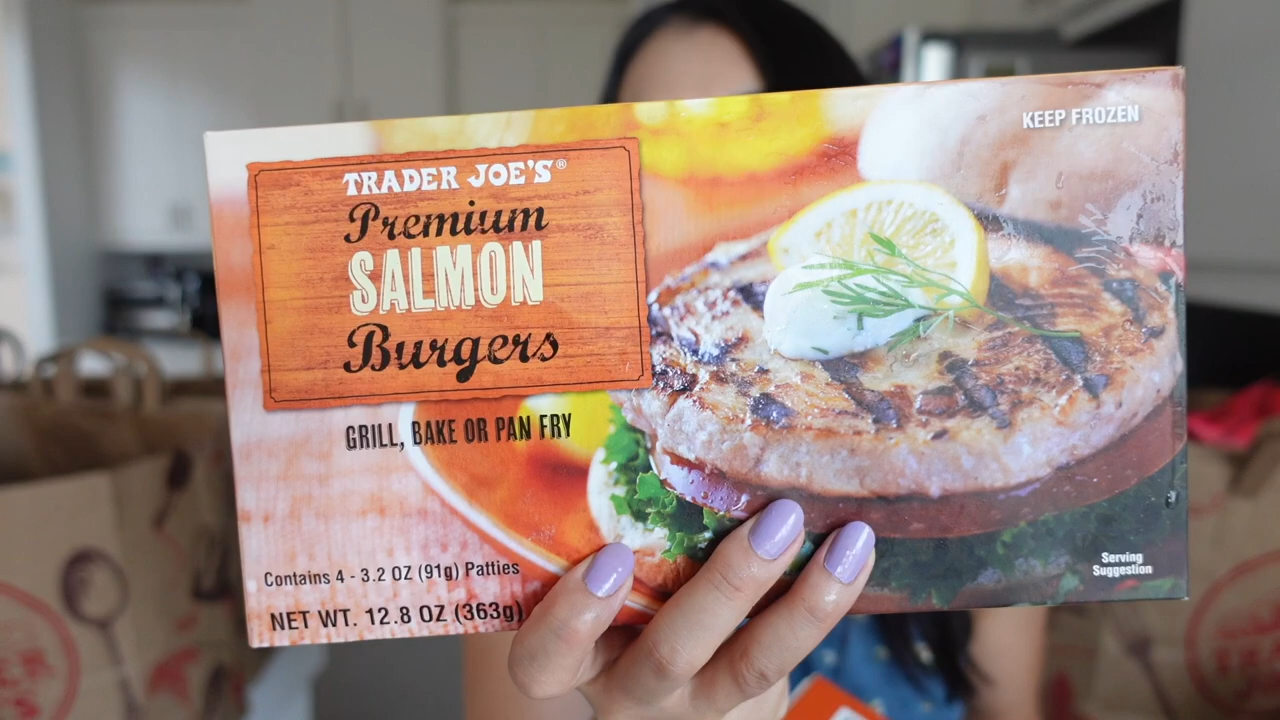 KEEP FROZEN
TRADER JOE'S®
Premium
SALMON
Burgers
GRILL, BAKE OR PAN FRY
Contains 4 - 3.2 OZ (91g) Patties
NET WT. 12.8 OZ (363g)
Serving
Suggestion